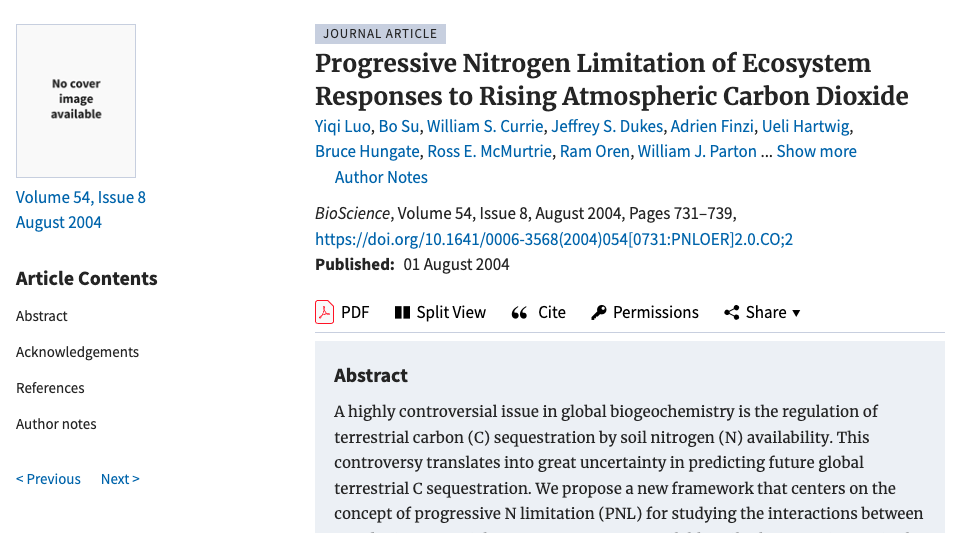 No cover
image
available
Volume 54, Issue 8
August 2004
Article Contents
Abstract
Acknowledgements
References
Author notes
< Previous Next >
JOURNAL ARTICLE
Progressive Nitrogen Limitation of Ecosystem
Responses to Rising Atmospheric Carbon Dioxide
Yiqi Luo, Bo Su, William S. Currie, Jeffrey S. Dukes, Adrien Finzi, Ueli Hartwig,
Bruce Hungate, Ross E. McMurtrie, Ram Oren, William J. Parton ... Show more
Author Notes
BioScience, Volume 54, Issue 8, August 2004, Pages 731–739,
https://doi.org/10.1641/0006-3568(2004)054[0731:PNLOER]2.0.CO;2
Published: 01 August 2004
PDF Split View Cite Permissions Share
Abstract
A highly controversial issue in global biogeochemistry is the regulation of
terrestrial carbon (C) sequestration by soil nitrogen (N) availability. This
controversy translates into great uncertainty in predicting future global
terrestrial C sequestration. We propose a new framework that centers on the
concept of progressive N limitation (PNL) for studying the interactions between